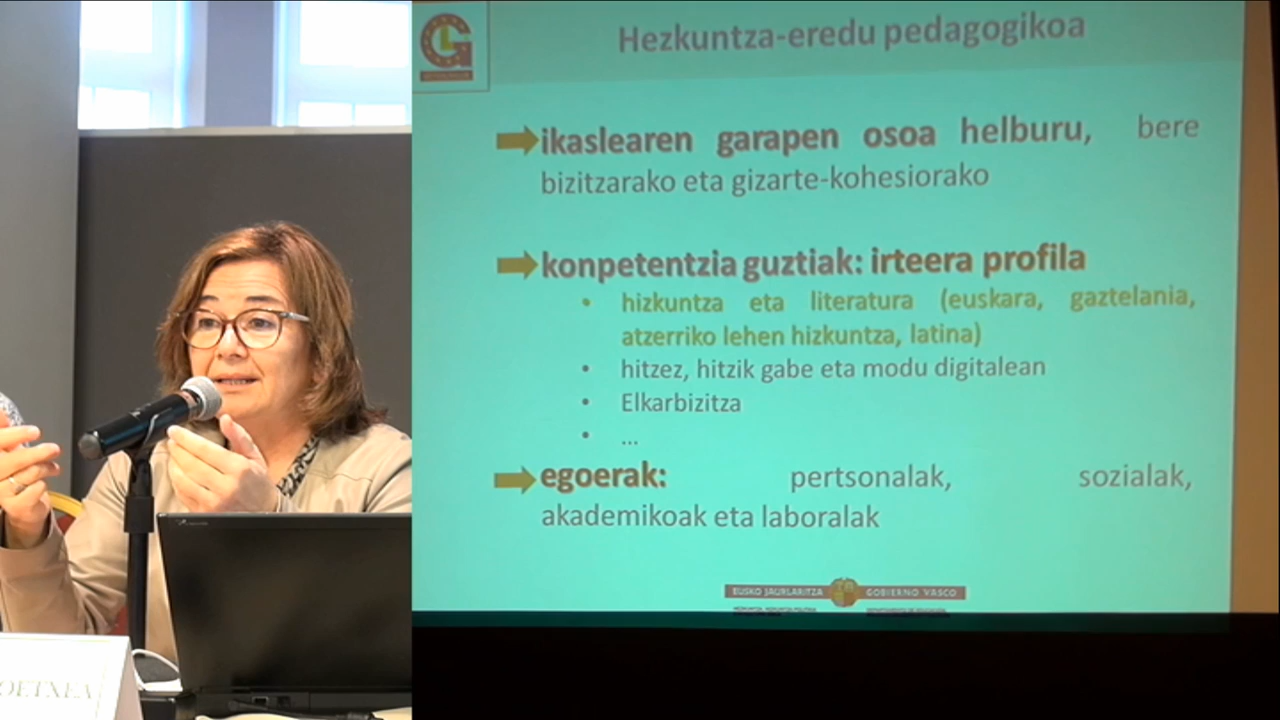 Hezkuntza-eredu pedagogikoa
ikaslearen garapen osoa helburu, bere
bizitzarako eta gizarte-kohesiorako
konpetentzia guztiak: irteera profila
• hizkuntza eta literatura (euskara, gaztelania,
atzerriko lehen hizkuntza, latina)
• hitzez, hitzik gabe eta modu digitalean
• Elkarbizitza
• ...
egoerak: pertsonalak, sozialak,
akademikoak eta laboralak
EUSKO JAURLARITZA GOBIERNO VASCO
OETXEA